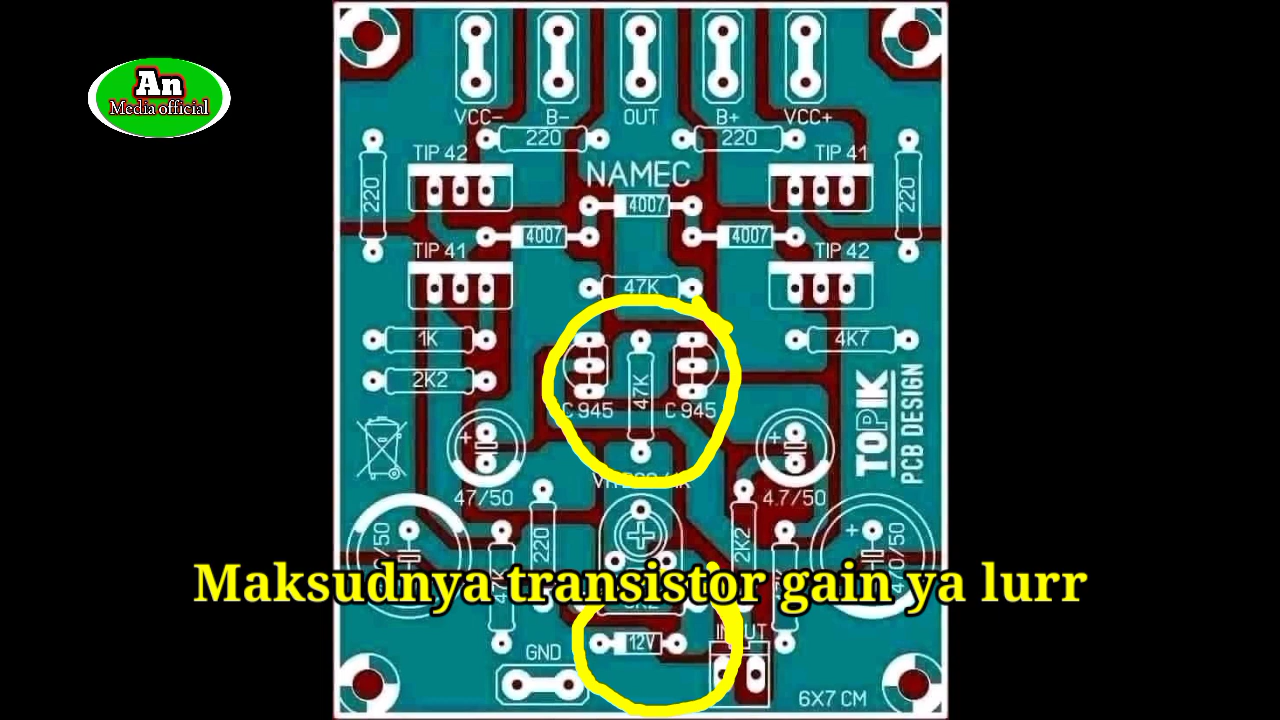 An
Media official
VCC-
B-
OUT
B+
VCC+
220
220
TIP 42
NAMEC
TIP 41
220
4007
220
4007
4007
TIP 41
TIP 42
47K
1K
4K7
2K2
47K
C 945
C 945
TOPIK
PCB DESIGN
+
+
47/50
4.7/50
+
220
2K2
/50
Maksudnya transistor gain ya lurr
12V
GND
6X7 CM